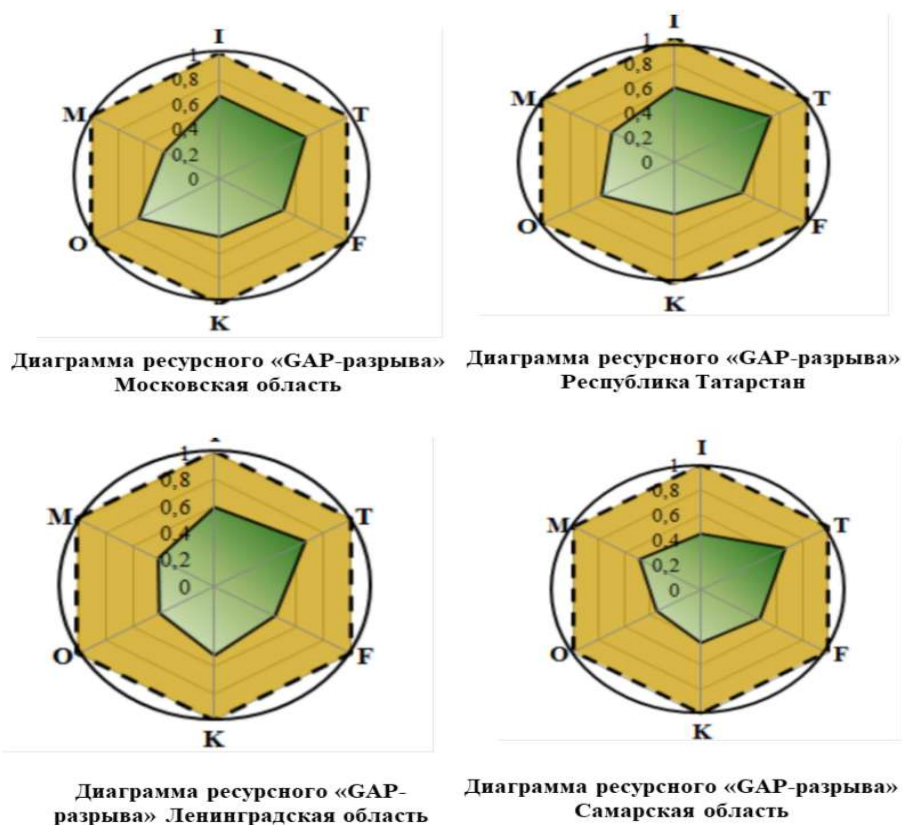 I
1
0,8
0,6
0,4
0,2
0
M
T
O
F
K
Диаграмма ресурсного «GAP-разрыва»
Московская область
I
1
0,8
0,6
0,4
0,2
0
M
T
O
F
K
Диаграмма ресурсного «GAP-разрыва»
Республика Татарстан
1
0,8
0,6
0,4
0,2
0
M
T
O
F
K
Диаграмма ресурсного «GAP-
разрыва» Ленинградская область
I
1
0,8
0,6
0,4
0,2
0
M
T
O
F
K
Диаграмма ресурсного «GAP-разрыва»
Самарская область